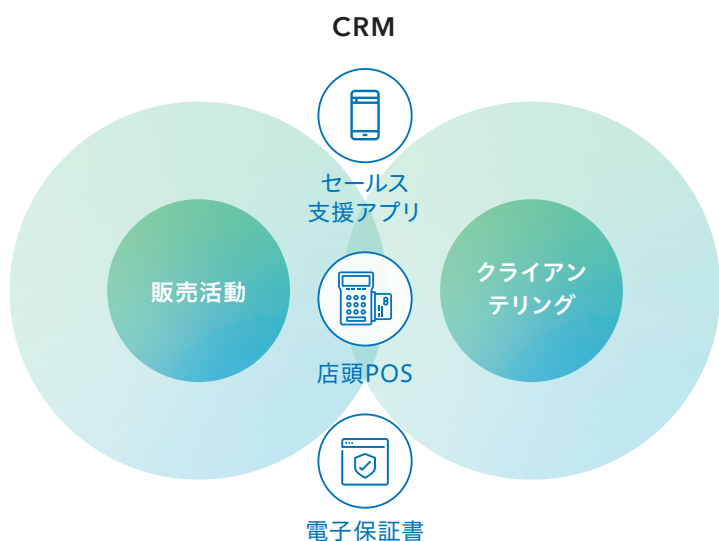 CRM
セールス
支援アプリ
販売活動
クライアン
テリング
店頭POS
電子保証書